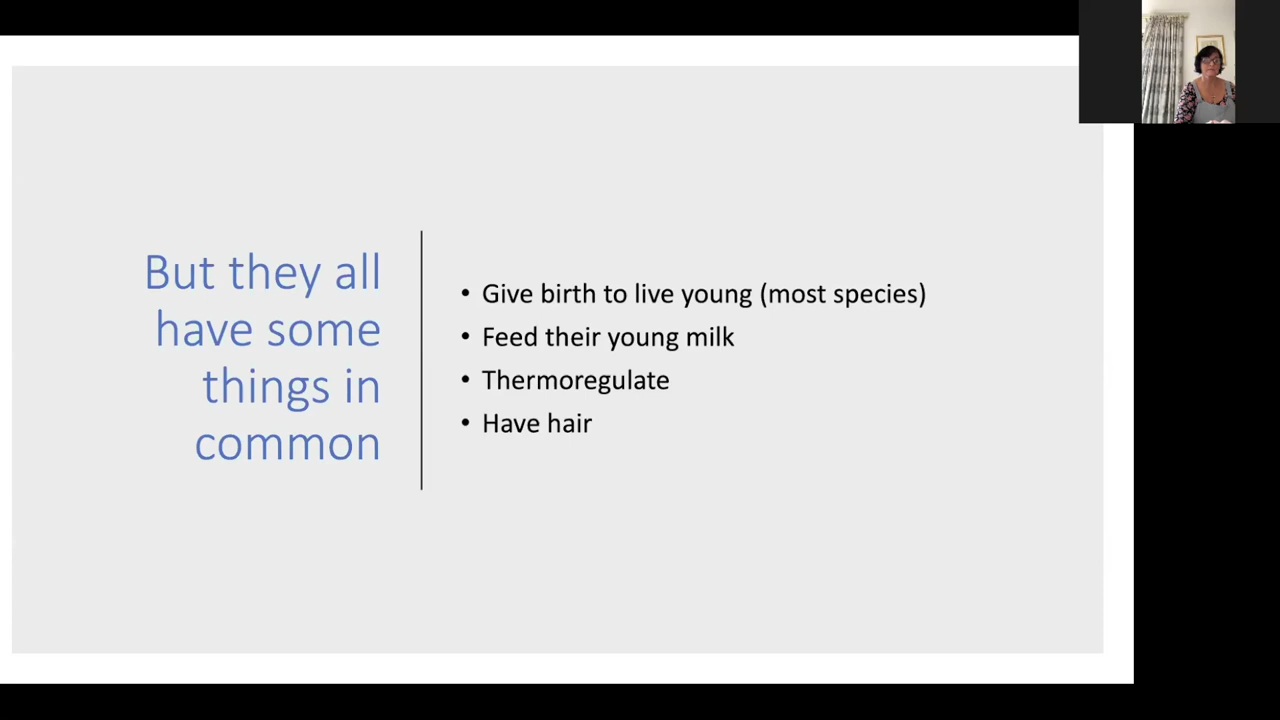 But they all
have some
things in
common
• Give birth to live young (most species)
• Feed their young milk
• Thermoregulate
• Have hair